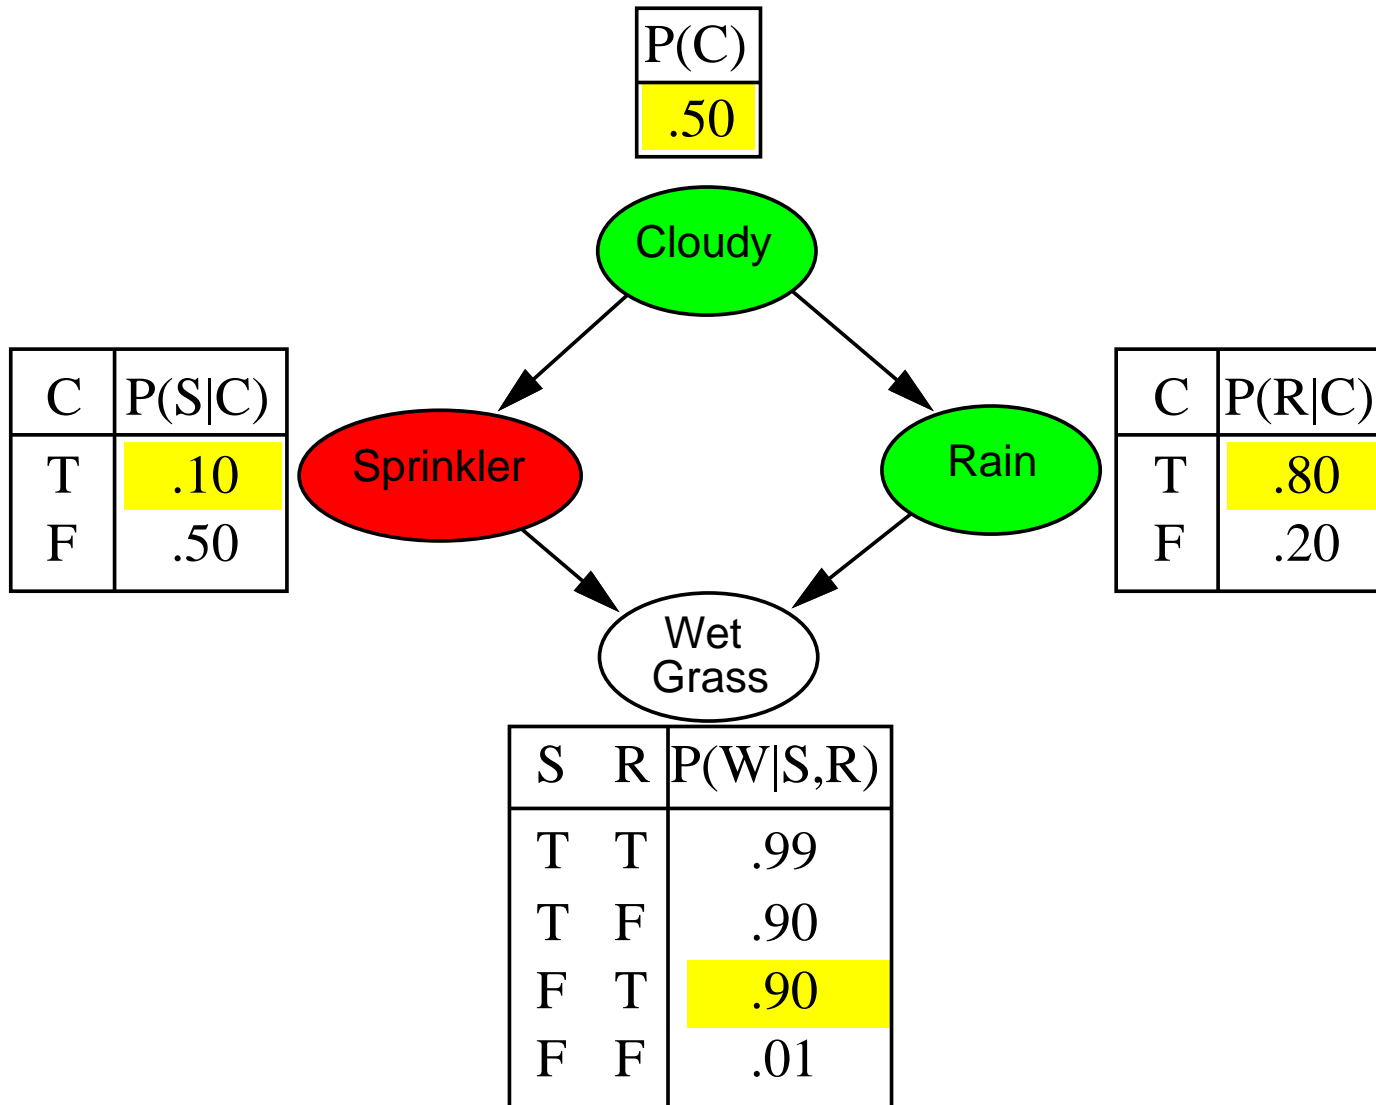 P(C)
.50
Cloudy
C P(S|C)
T .10
F .50
Sprinkler
Rain
C P(R|C)
T .80
F .20
Wet
Grass
S R P(W|S,R)
T T .99
T F .90
F T .90
F F .01